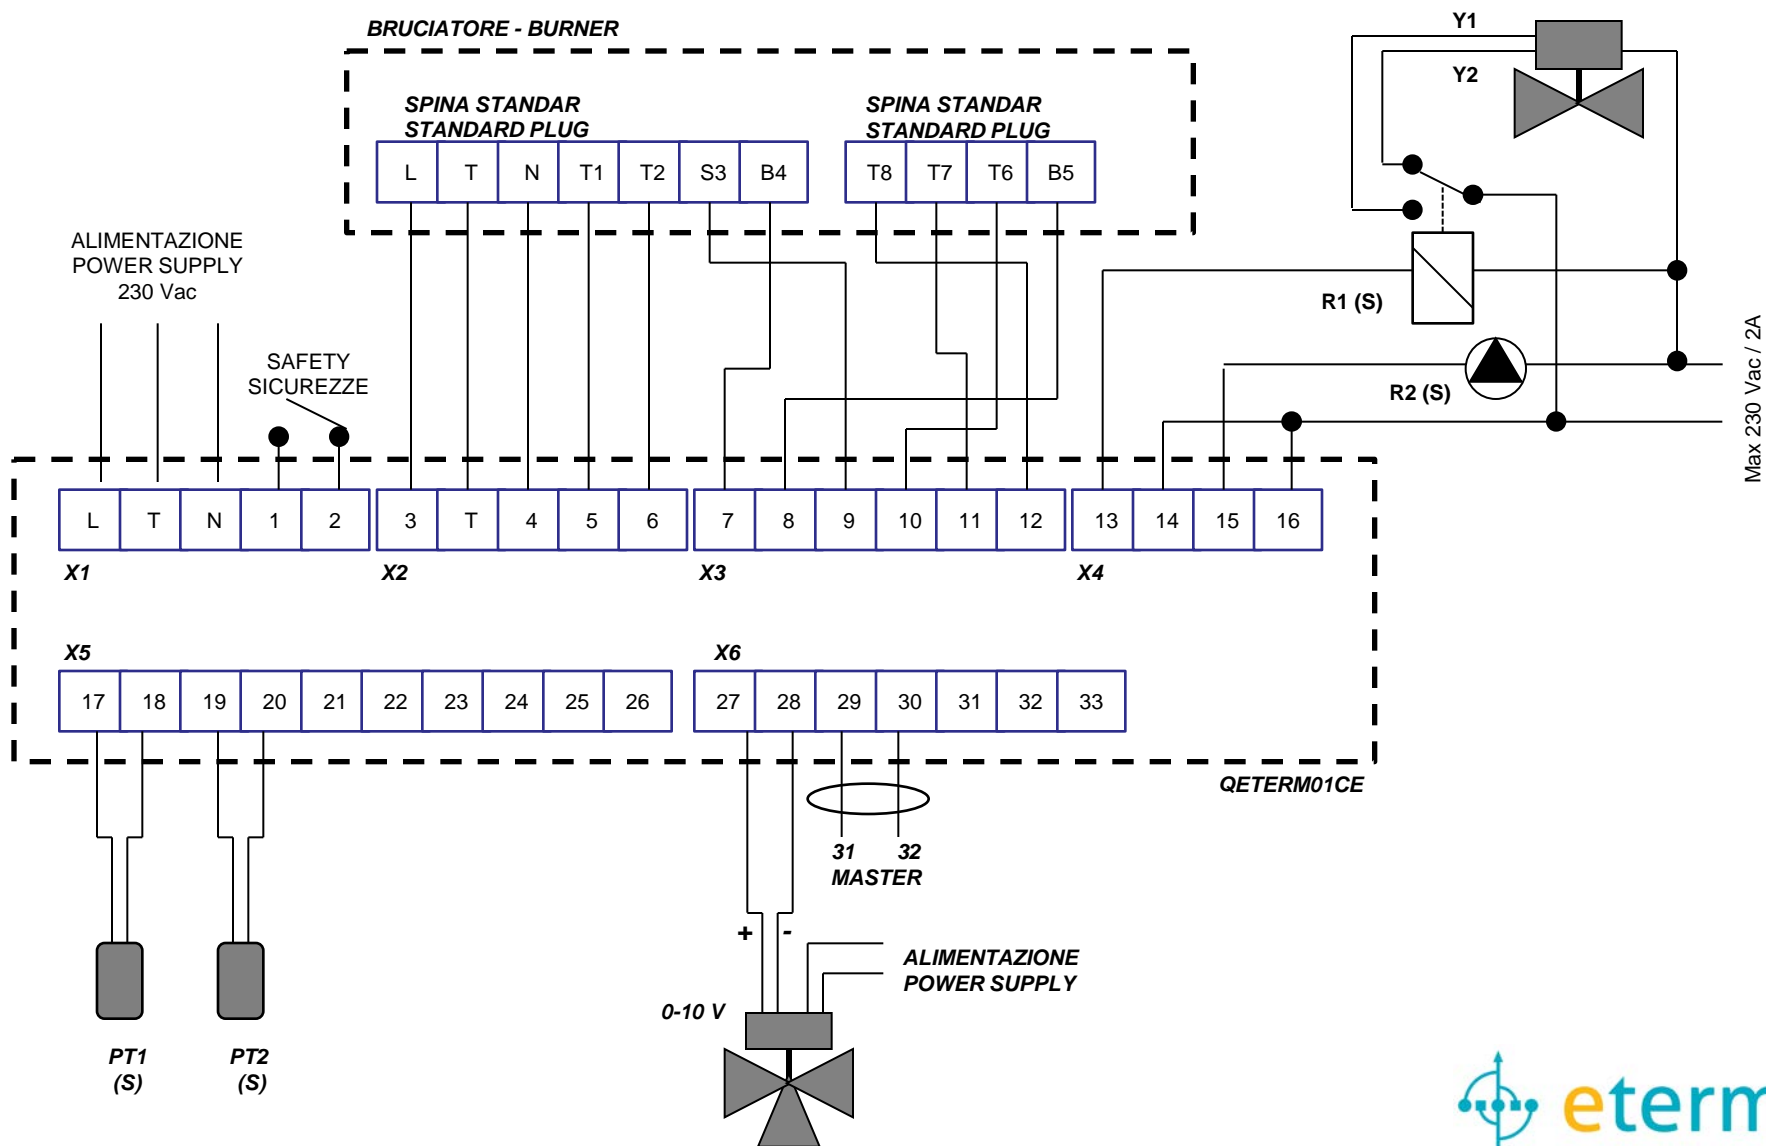 BRUCIATORE - BURNER
Y1
Y2
SPINA STANDAR
STANDARD PLUG
SPINA STANDAR
STANDARD PLUG
L T N T1 T2 S3 B4
T8 T7 T6 B5
ALIMENTAZIONE
POWER SUPPLY
230 Vac
SAFETY
SICUREZZE
R1 (S)
R2 (S)
Max 230 Vac / 2A
L T N 1 2 3 T 4 5 6 7 8 9 10 11 12 13 14 15 16
X1 X2 X3 X4
X5 X6
17 18 19 20 21 22 23 24 25 26 27 28 29 30 31 32 33
QETERM01CE
31 32
MASTER
+ -
ALIMENTAZIONE
POWER SUPPLY
0-10 V
PT1
(S)
PT2
(S)
eterm